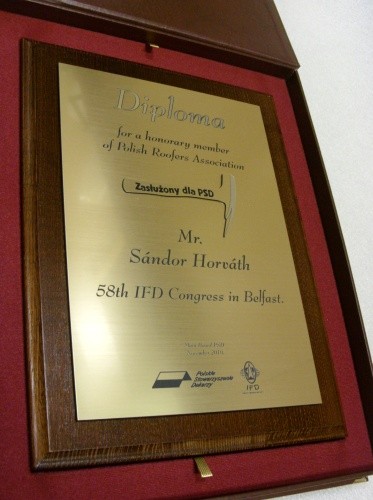 Diploma
for a honorary member
of Polish Roofers Association
Zasłużony dla PSD
Mr.
Sándor Horváth
58th IFD Congress in Belfast.
Polskie
Stowarzyszenie
Dekarzy
IFD